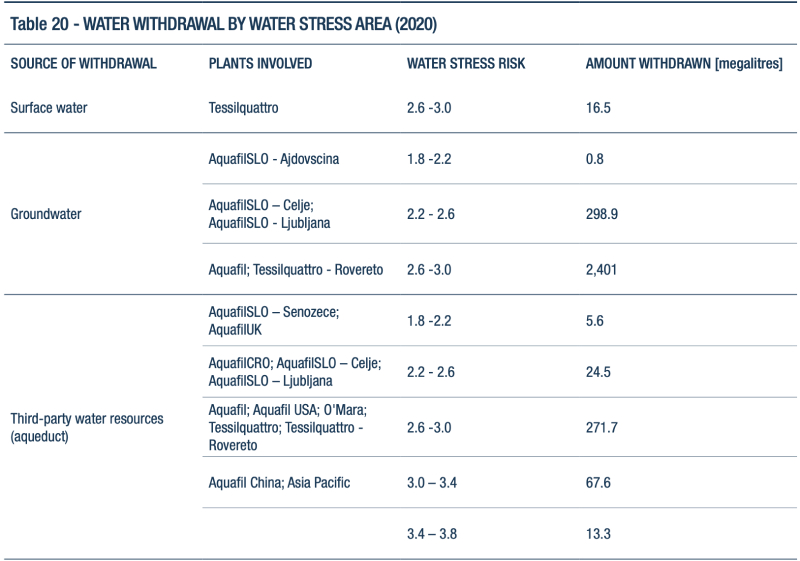 Table 20 - WATER WITHDRAWAL BY WATER STRESS AREA (2020)
SOURCE OF WITHDRAWAL PLANTS INVOLVED WATER STRESS RISK AMOUNT WITHDRAWN [megalitres]
Surface water Tessilquattro 2.6 -3.0 16.5
Groundwater
AquafilSLO - Ajdovscina 1.8 -2.2 0.8
AquafilSLO – Celje;
AquafilSLO - Ljubljana
2.2 - 2.6 298.9
Aquafil; Tessilquattro - Rovereto 2.6 -3.0 2,401
Third-party water resources
(aqueduct)
AquafilSLO – Senozece;
AquafilUK
1.8 -2.2 5.6
AquafilCRO; AquafilSLO – Celje;
AquafilSLO – Ljubljana
2.2 - 2.6 24.5
Aquafil; Aquafil USA; O'Mara;
Tessilquattro; Tessilquattro -
Rovereto
2.6 -3.0 271.7
Aquafil China; Asia Pacific 3.0 – 3.4 67.6
3.4 – 3.8 13.3